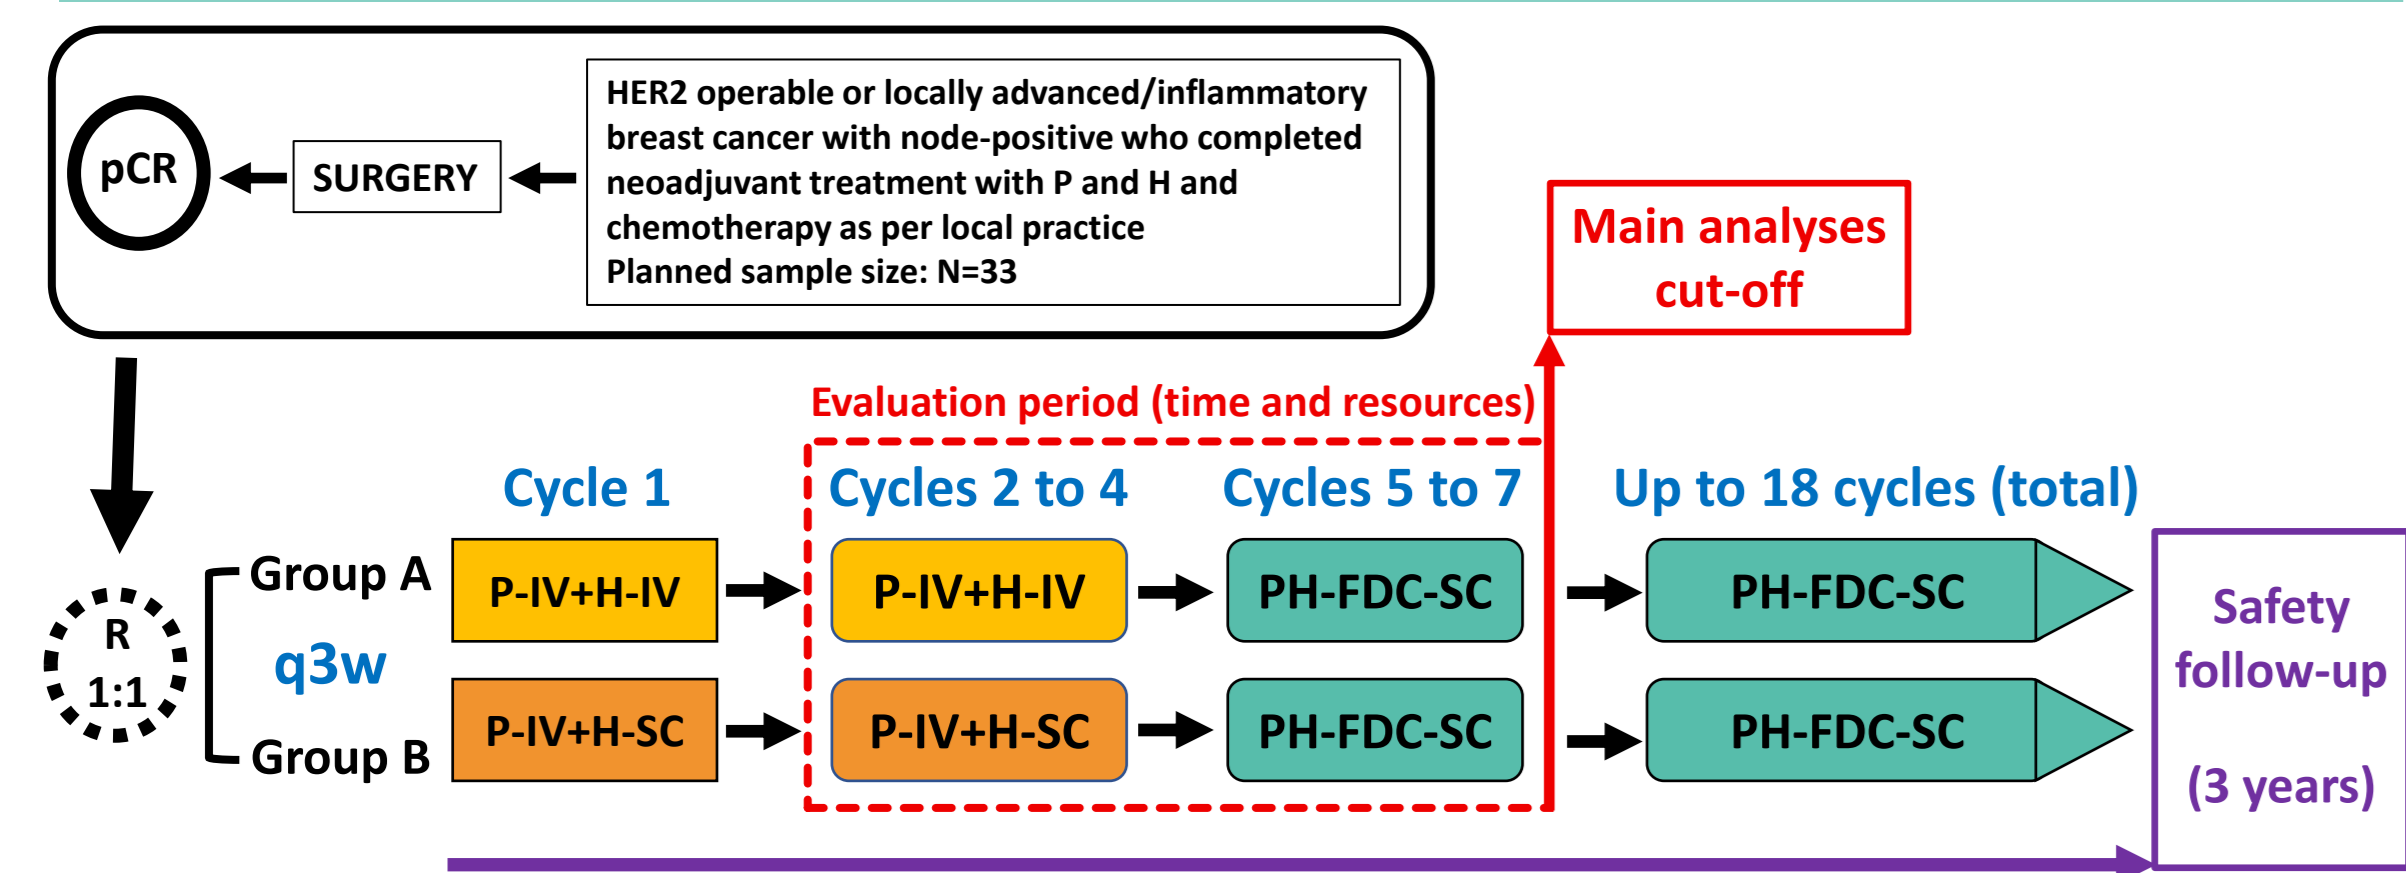 pCR
SURGERY
HER2 operable or locally advanced/inflammatory
breast cancer with node-positive who completed
neoadjuvant treatment with P and H and
chemotherapy as per local practice
Planned sample size: N=33
Main analyses
cut-off
Evaluation period (time and resources)
Cycle 1
Cycles 2 to 4
Cycles 5 to 7
Up to 18 cycles (total)
R
1:1
Group A
q3w
Group B
P-IV+H-IV
P-IV+H-IV
PH-FDC-SC
PH-FDC-SC
P-IV+H-SC
P-IV+H-SC
PH-FDC-SC
PH-FDC-SC
Safety
follow-up
(3 years)